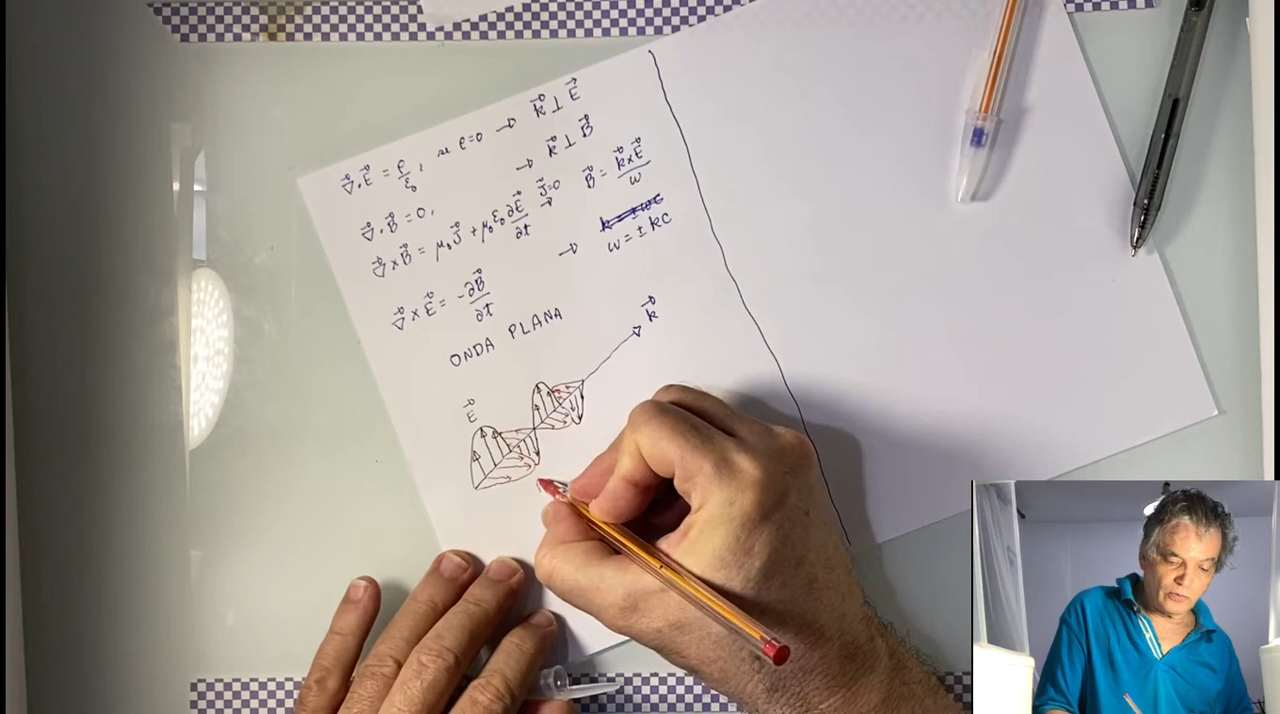 ∇⃗·E⃗ = ρ/ε₀, se ρ=0 → k⃗ ⊥ E⃗
∇⃗·B⃗ = 0, → k⃗ ⊥ B⃗
∇⃗×B⃗ = μ₀J⃗ + μ₀ε₀ ∂E⃗/∂t → J⃗=0 B⃗ = k⃗×E⃗/ω
∇⃗×E⃗ = -∂B⃗/∂t → ω = ± kc
ONDA PLANA
k⃗
E⃗